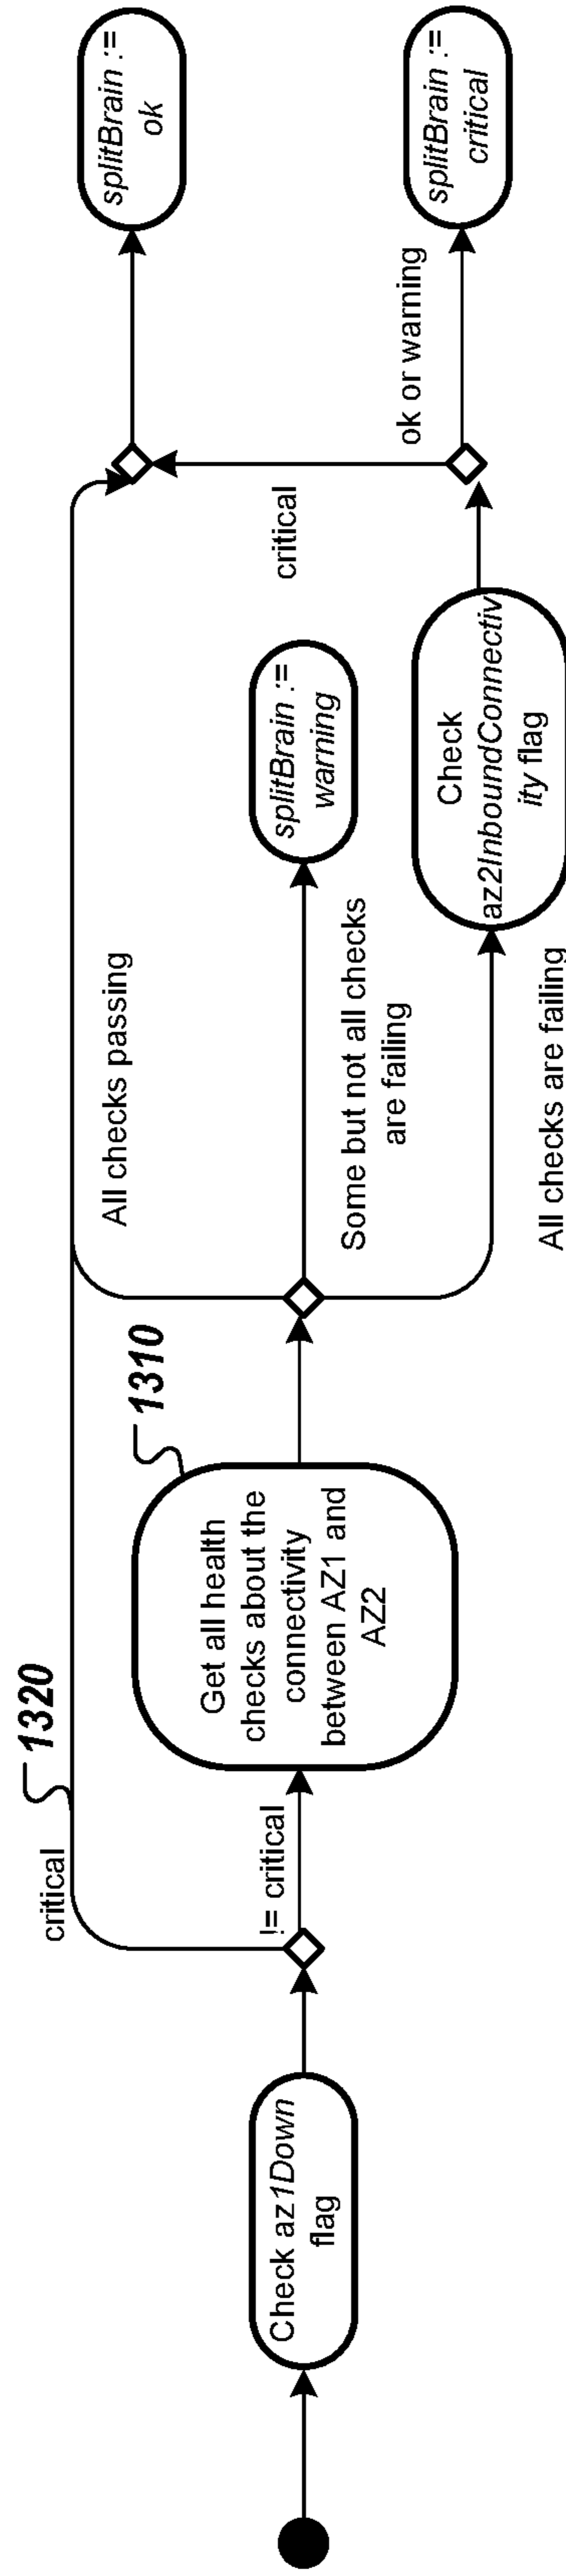 Check az1Down
flag
critical
1320
!= critical
Get all health
checks about the
connectivity
between AZ1 and
AZ2
1310
All checks passing
Some but not all checks
are failing
All checks are failing
splitBrain :=
warning
Check
az2InboundConnectiv
ity flag
critical
ok or warning
splitBrain :=
ok
splitBrain :=
critical